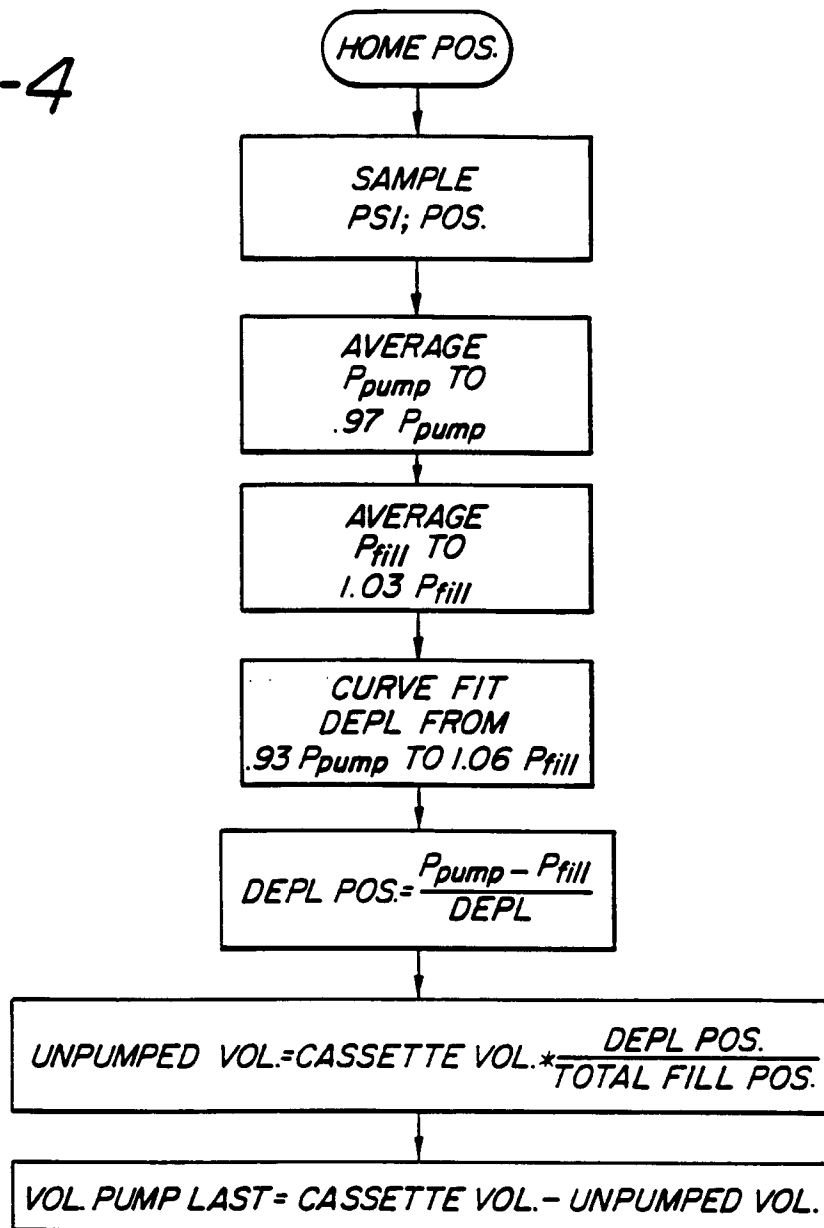 -4
HOME POS.
SAMPLE
PSI; POS.
AVERAGE
Ppump TO
.97 Ppump
AVERAGE
Pfill TO
1.03 Pfill
CURVE FIT
DEPL FROM
.93 Ppump TO 1.06 Pfill
DEPL POS.= Ppump – Pfill
DEPL
UNPUMPED VOL.=CASSETTE VOL.* DEPL POS.
TOTAL FILL POS.
VOL. PUMP LAST= CASSETTE VOL.– UNPUMPED VOL.